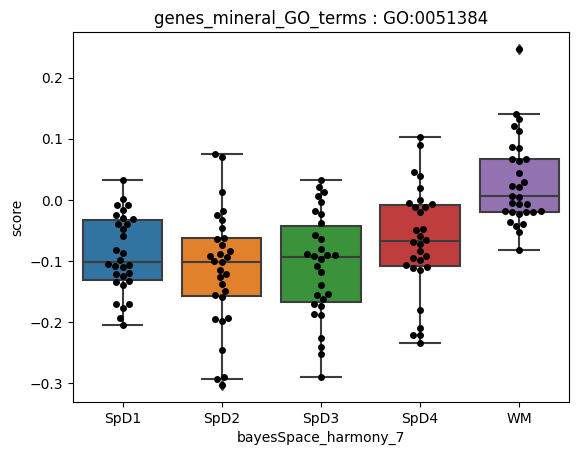 genes_mineral_GO_terms : GO:0051384
score
0.2
0.1
0.0
−0.1
−0.2
−0.3
SpD1 SpD2 SpD3 SpD4 WM
bayesSpace_harmony_7